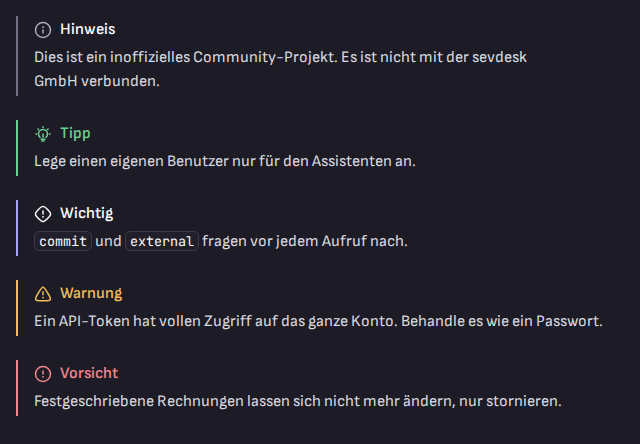 Hinweis
Dies ist ein inoffizielles Community-Projekt. Es ist nicht mit der sevdesk
GmbH verbunden.
Tipp
Lege einen eigenen Benutzer nur für den Assistenten an.
Wichtig
commit und external fragen vor jedem Aufruf nach.
Warnung
Ein API-Token hat vollen Zugriff auf das ganze Konto. Behandle es wie ein Passwort.
Vorsicht
Festgeschriebene Rechnungen lassen sich nicht mehr ändern, nur stornieren.